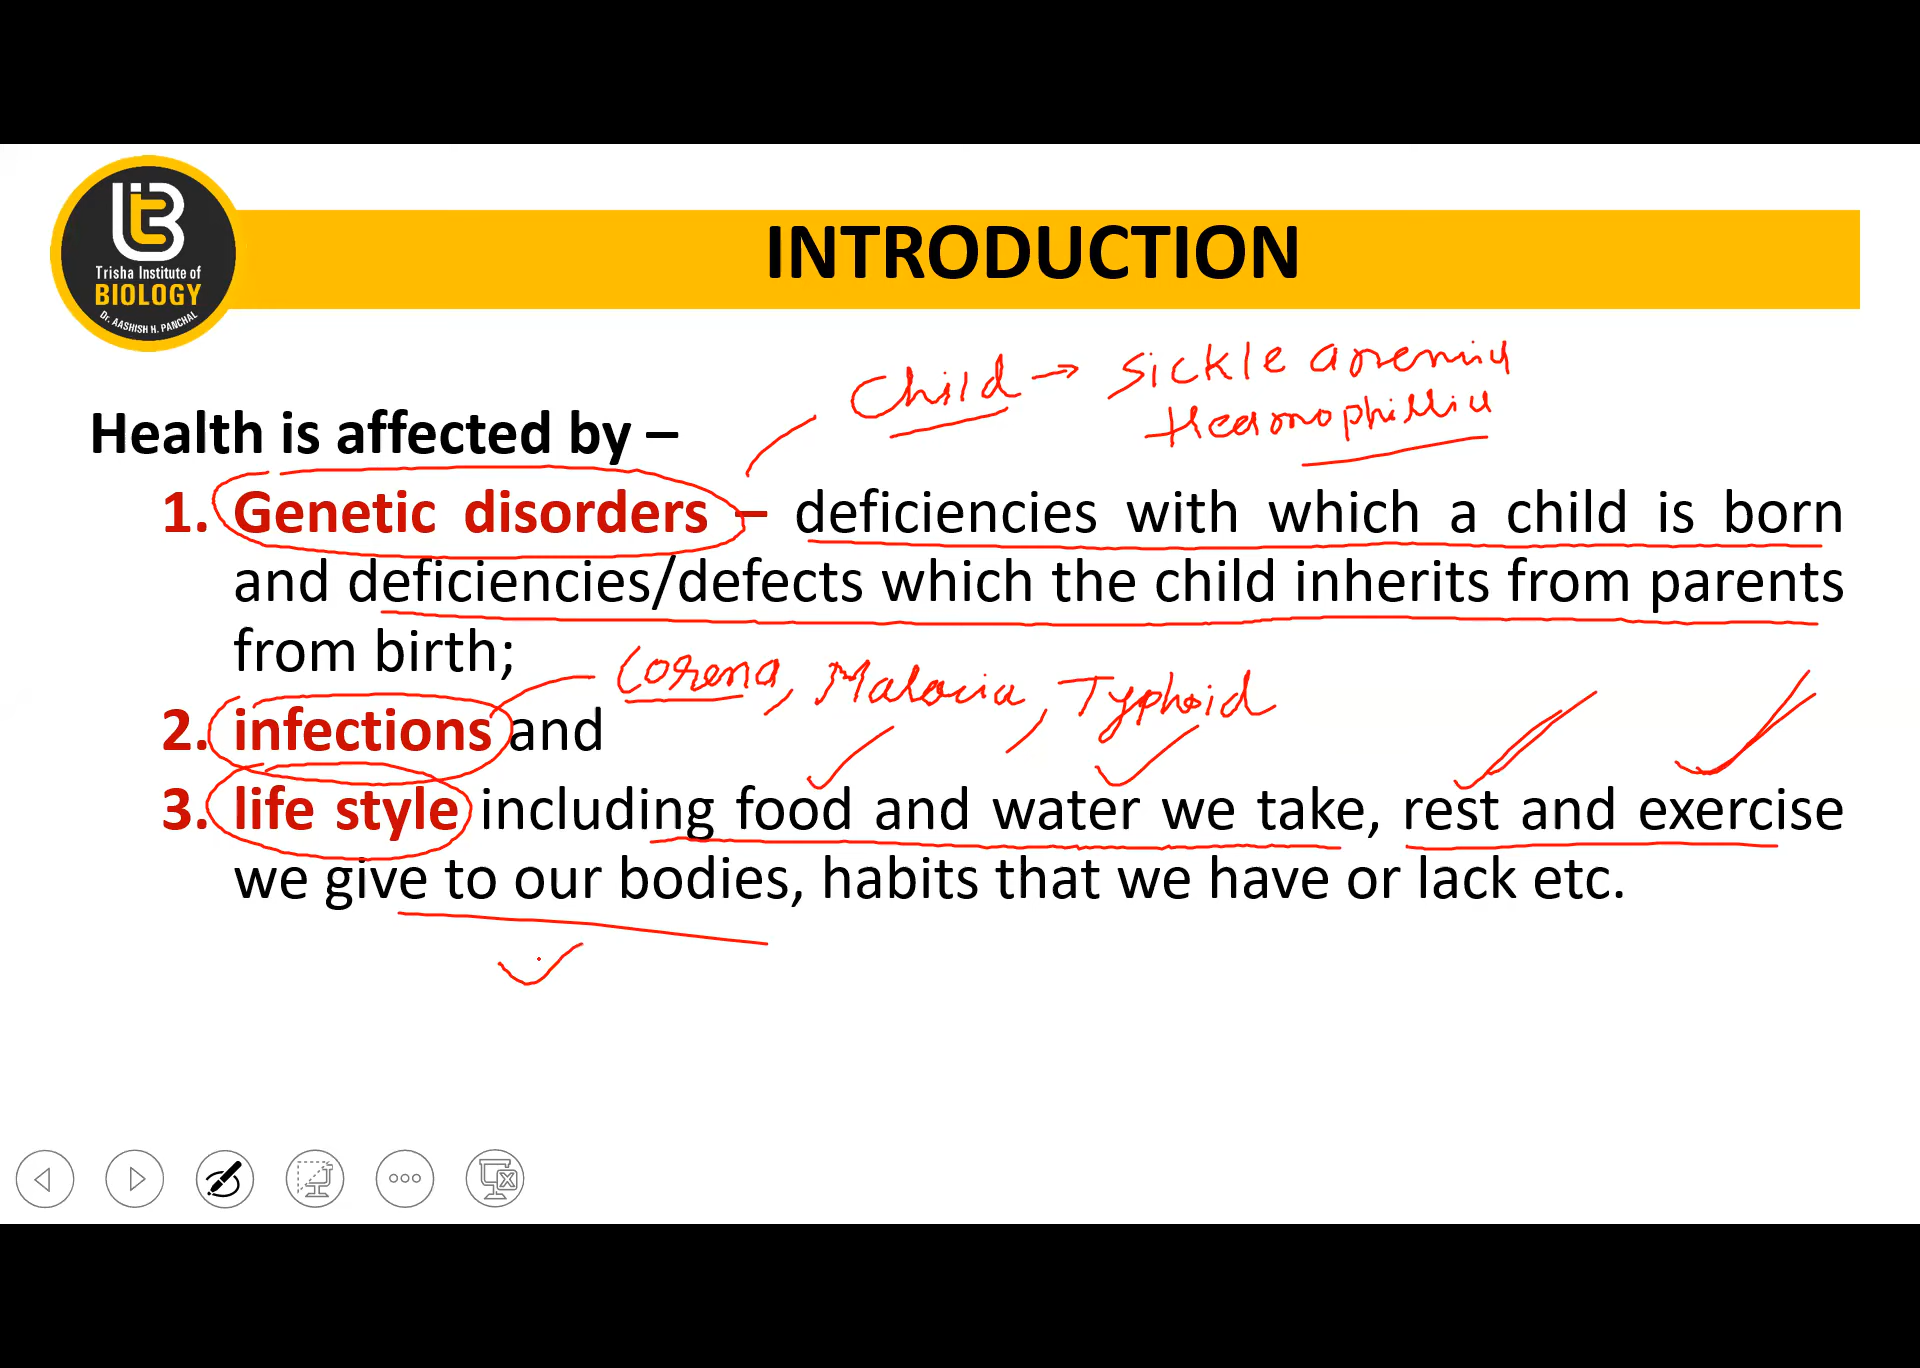 Trisha Institute of
BIOLOGY
Dr. AASHISH H. PANCHAL
INTRODUCTION
Child → Sickle anemia
Haemophillia
Health is affected by –
1. Genetic disorders – deficiencies with which a child is born
and deficiencies/defects which the child inherits from parents
from birth;
Corona, Malaria, Typhoid
2. infections and
3. life style including food and water we take, rest and exercise
we give to our bodies, habits that we have or lack etc.